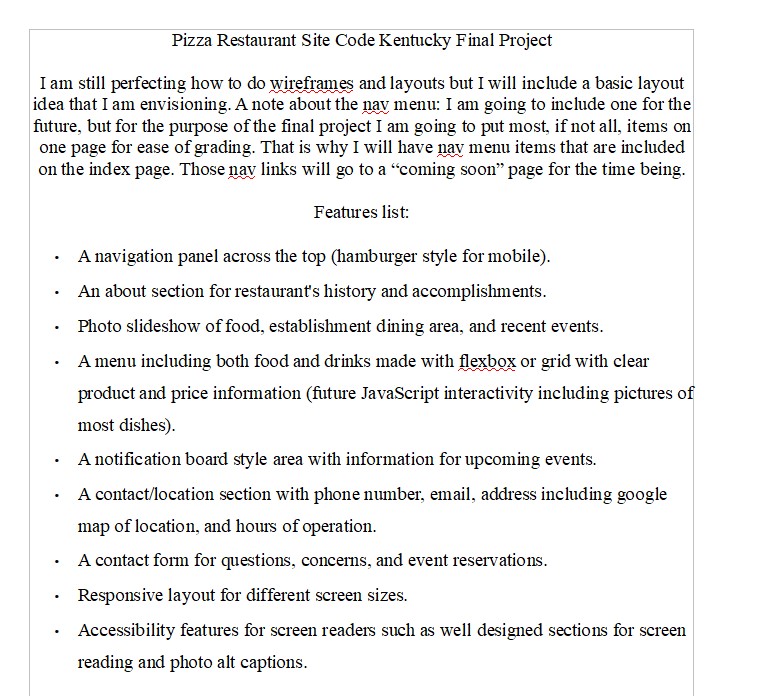 Pizza Restaurant Site Code Kentucky Final Project
I am still perfecting how to do wireframes and layouts but I will include a basic layout
idea that I am envisioning. A note about the nav menu: I am going to include one for the
future, but for the purpose of the final project I am going to put most, if not all, items on
one page for ease of grading. That is why I will have nav menu items that are included
on the index page. Those nav links will go to a “coming soon” page for the time being.
Features list:
· A navigation panel across the top (hamburger style for mobile).
· An about section for restaurant's history and accomplishments.
· Photo slideshow of food, establishment dining area, and recent events.
· A menu including both food and drinks made with flexbox or grid with clear
product and price information (future JavaScript interactivity including pictures of
most dishes).
· A notification board style area with information for upcoming events.
· A contact/location section with phone number, email, address including google
map of location, and hours of operation.
· A contact form for questions, concerns, and event reservations.
· Responsive layout for different screen sizes.
· Accessibility features for screen readers such as well designed sections for screen
reading and photo alt captions.